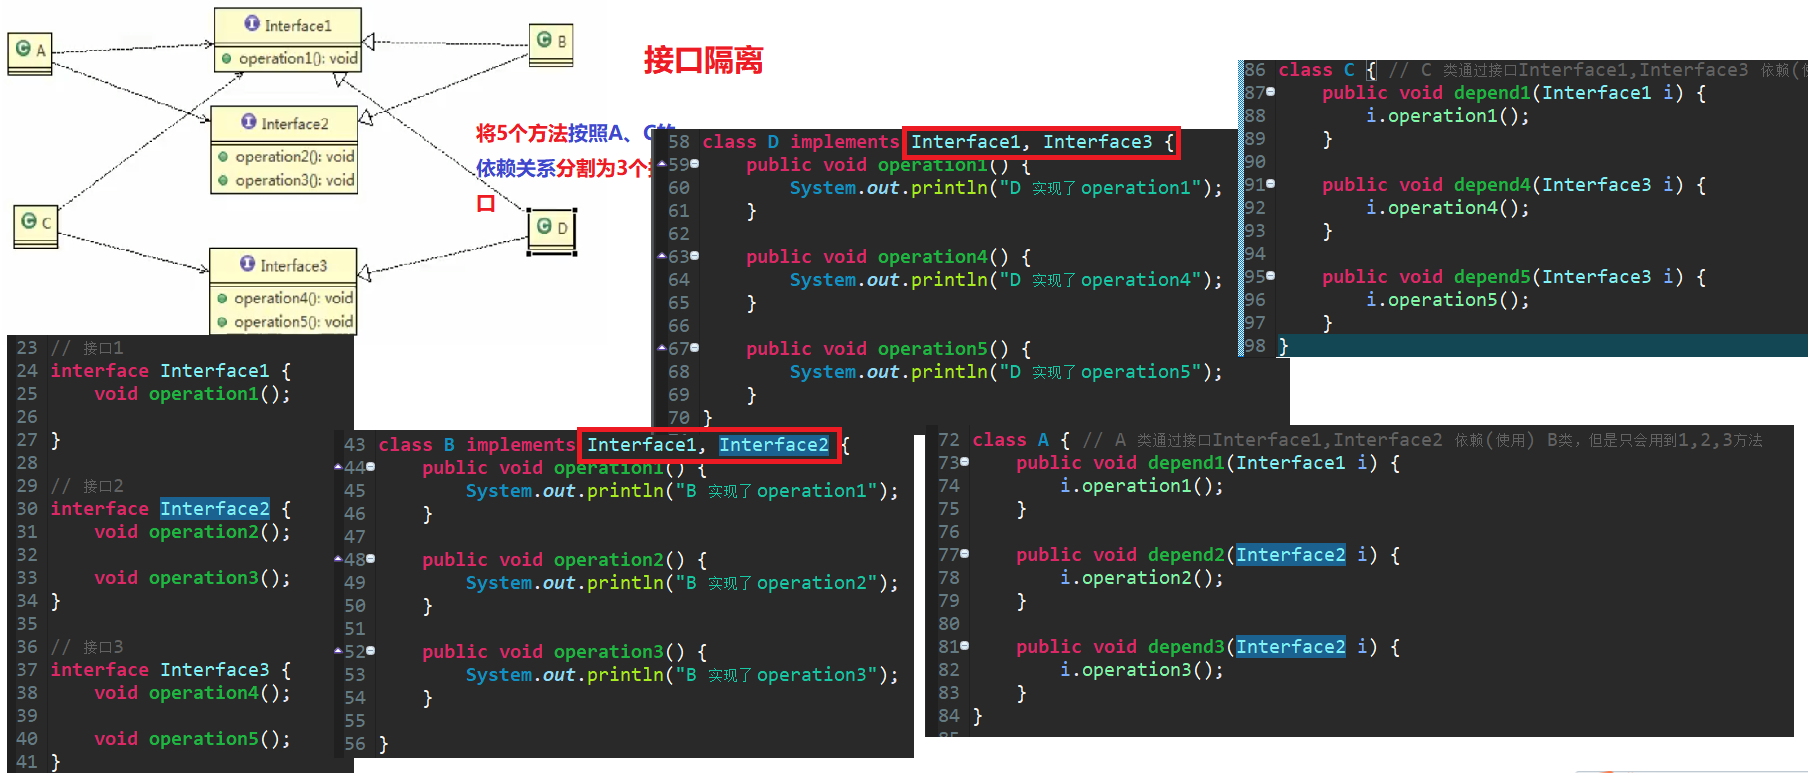 A
Interface1
operation1(): void
B
Interface2
operation2(): void
operation3(): void
C
D
Interface3
operation4(): void
operation5(): void
接口隔离
将5个方法按照A、C的
依赖关系分割为3个接
口
23 // 接口1
24 interface Interface1 {
25 void operation1();
26
27 }
28
29 // 接口2
30 interface Interface2 {
31 void operation2();
32
33 void operation3();
34 }
35
36 // 接口3
37 interface Interface3 {
38 void operation4();
39
40 void operation5();
41 }
43 class B implements Interface1, Interface2 {
44 public void operation1() {
45 System.out.println("B 实现了 operation1");
46 }
47
48 public void operation2() {
49 System.out.println("B 实现了 operation2");
50 }
51
52 public void operation3() {
53 System.out.println("B 实现了 operation3");
54 }
55
56 }
58 class D implements Interface1, Interface3 {
59 public void operation1() {
60 System.out.println("D 实现了 operation1");
61 }
62
63 public void operation4() {
64 System.out.println("D 实现了 operation4");
65 }
66
67 public void operation5() {
68 System.out.println("D 实现了 operation5");
69 }
70 }
72 class A { // A 类通过接口Interface1,Interface2 依赖(使用) B类，但是只会用到1,2,3方法
73 public void depend1(Interface1 i) {
74 i.operation1();
75 }
76
77 public void depend2(Interface2 i) {
78 i.operation2();
79 }
80
81 public void depend3(Interface2 i) {
82 i.operation3();
83 }
84 }
86 class C { // C 类通过接口Interface1,Interface3 依赖(
87 public void depend1(Interface1 i) {
88 i.operation1();
89 }
90
91 public void depend4(Interface3 i) {
92 i.operation4();
93 }
94
95 public void depend5(Interface3 i) {
96 i.operation5();
97 }
98 }